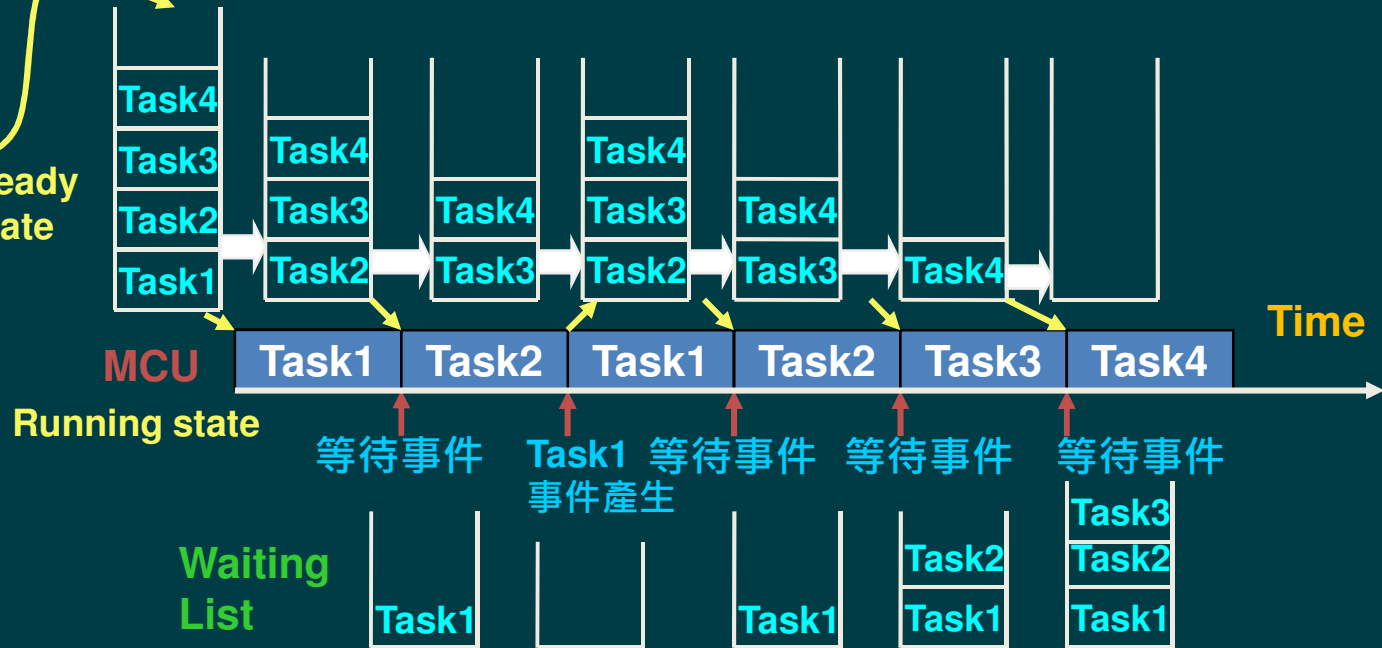 Task4
Task3
Task2
Task1
Task4
Task3
Task2
Task4
Task3
Task4
Task3
Task2
Task4
Task3
Task4
eady
ate
MCU
Task1 Task2 Task1 Task2 Task3 Task4
Time
Running state
等待事件
Task1
事件產生
等待事件
等待事件
等待事件
Waiting
List
Task1
Task1
Task2
Task1
Task3
Task2
Task1